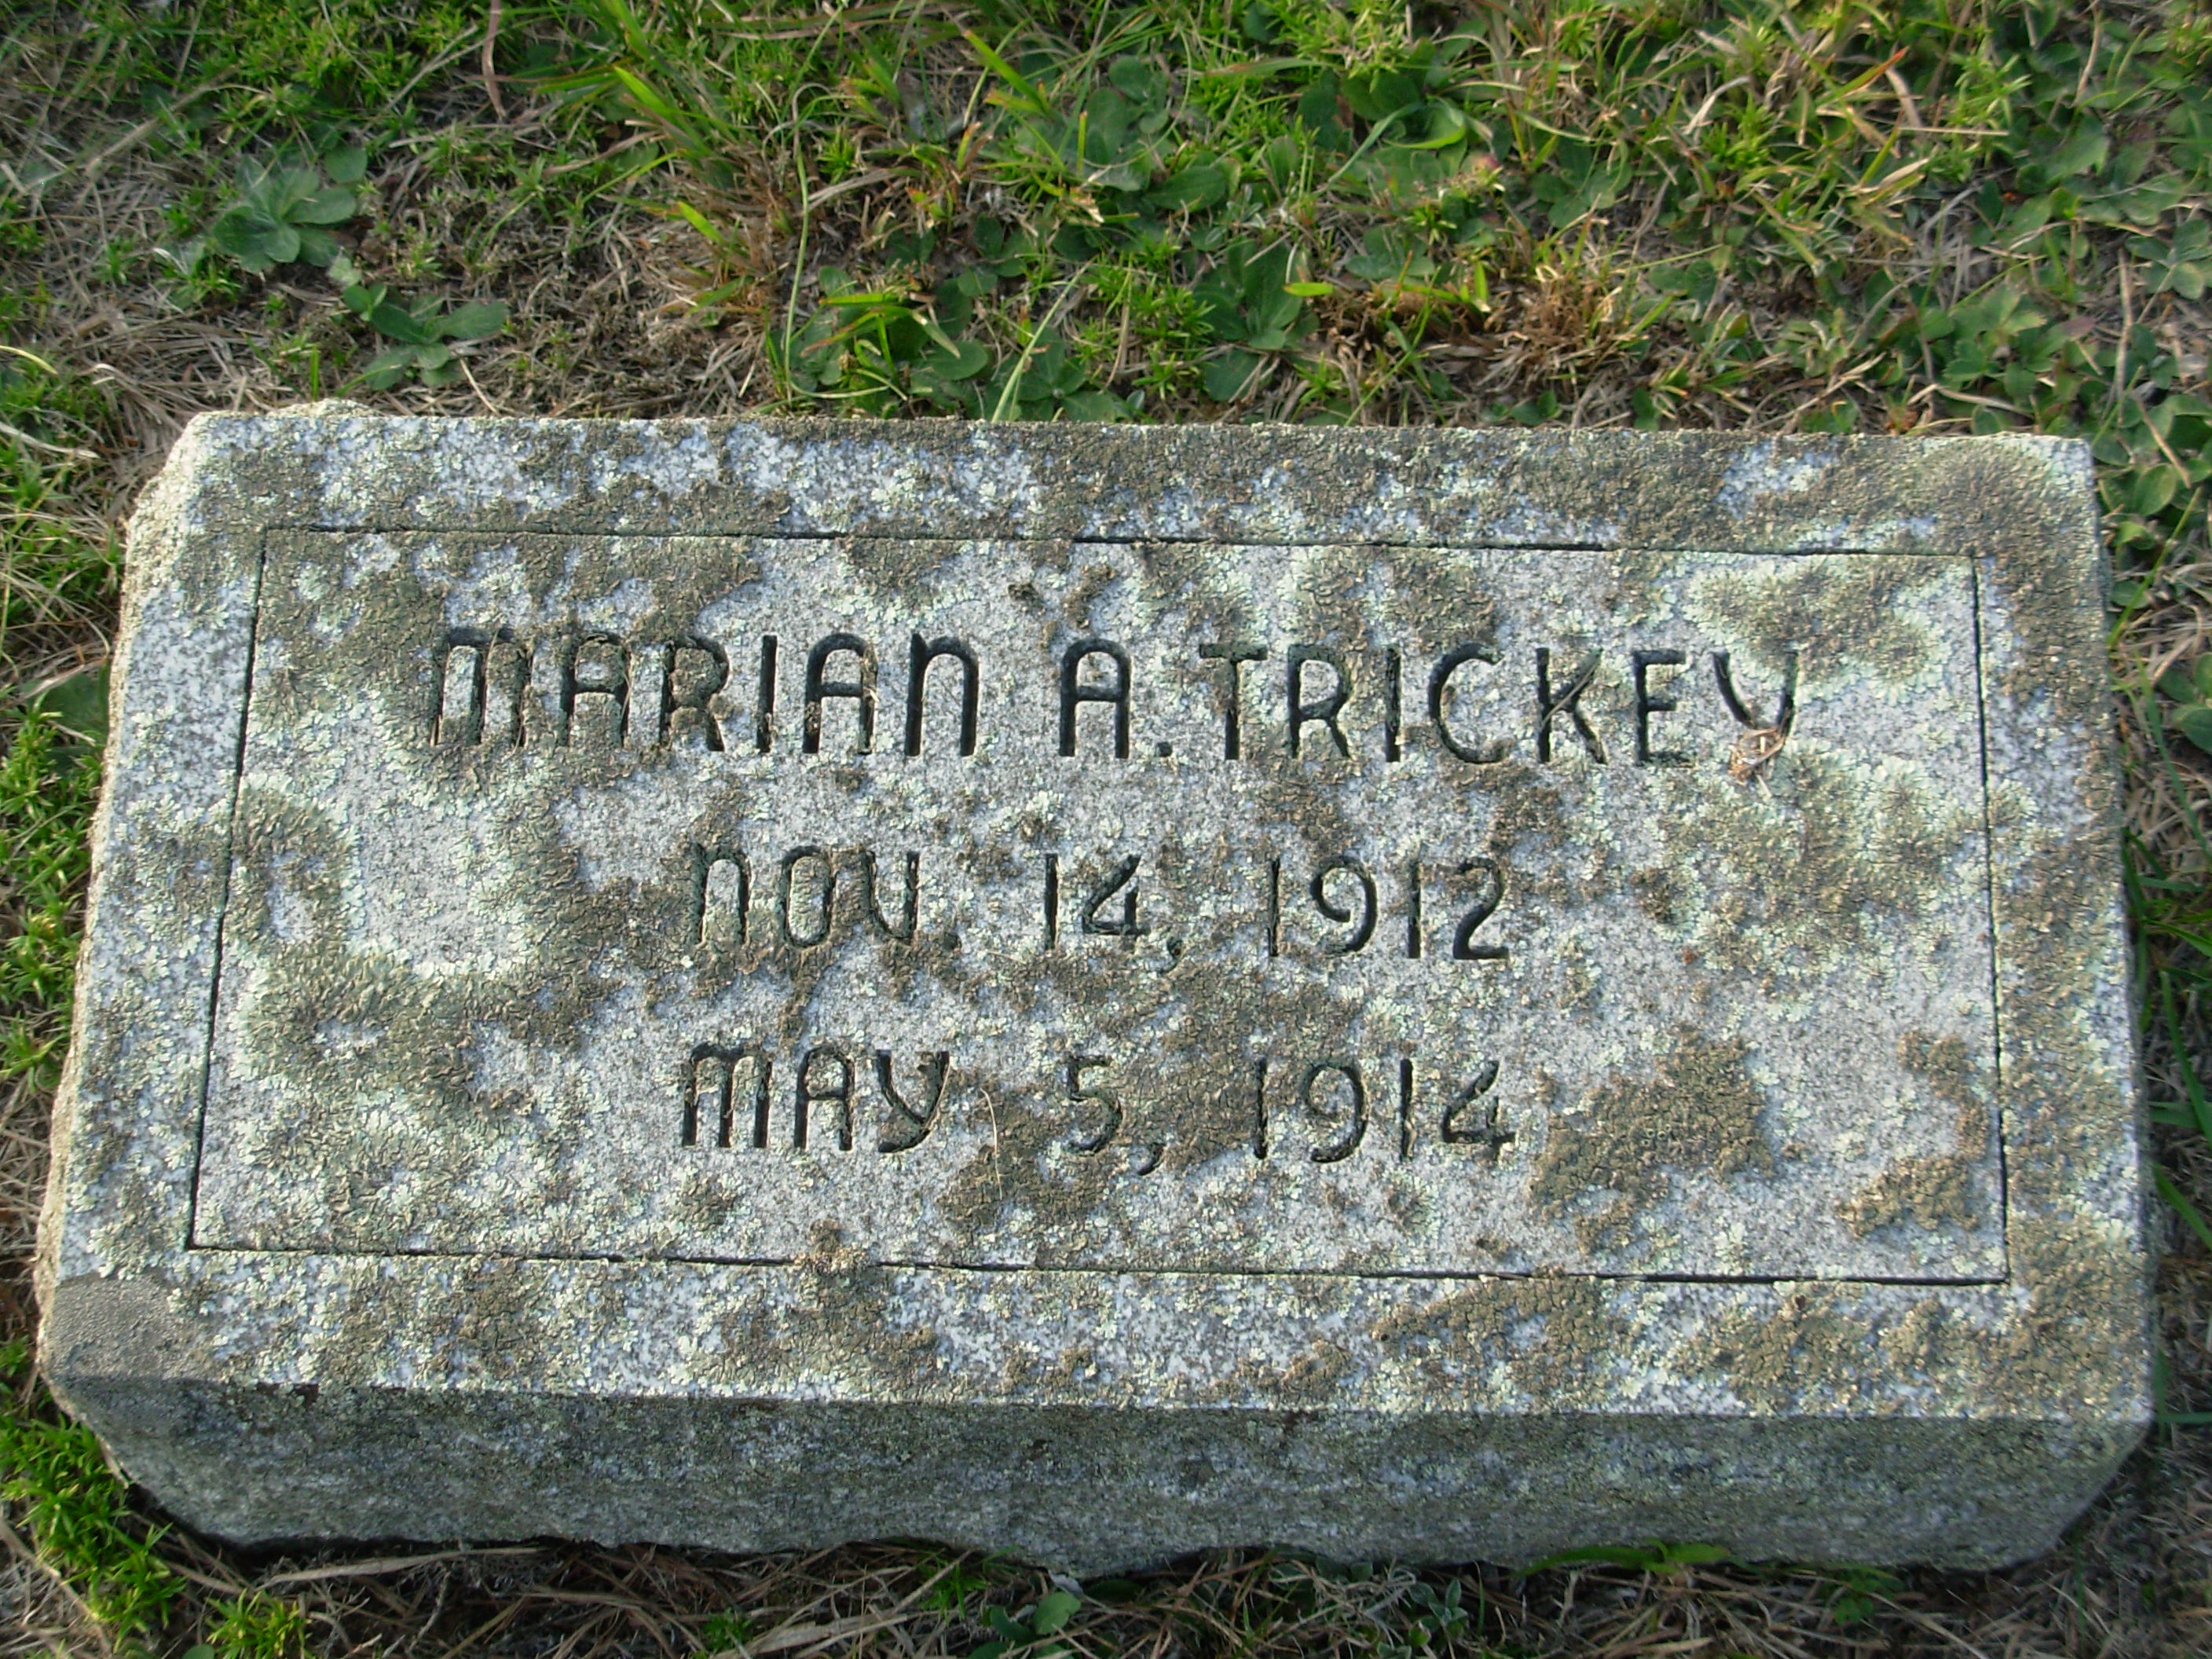 MARIAN A. TRICKEY
NOV. 14, 1912
MAY 5, 1914